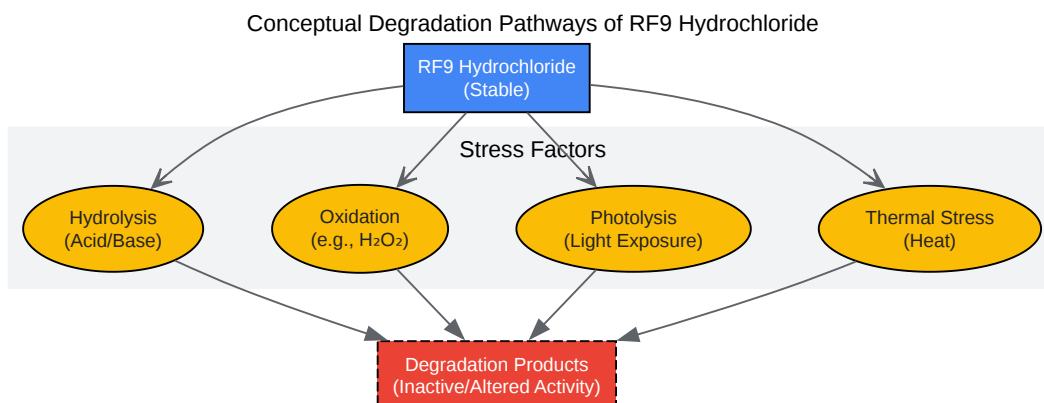 Conceptual Degradation Pathways of RF9 Hydrochloride
RF9 Hydrochloride
(Stable)
Stress Factors
Hydrolysis
(Acid/Base)
Oxidation
(e.g., H₂O₂)
Photolysis
(Light Exposure)
Thermal Stress
(Heat)
Degradation Products
(Inactive/Altered Activity)